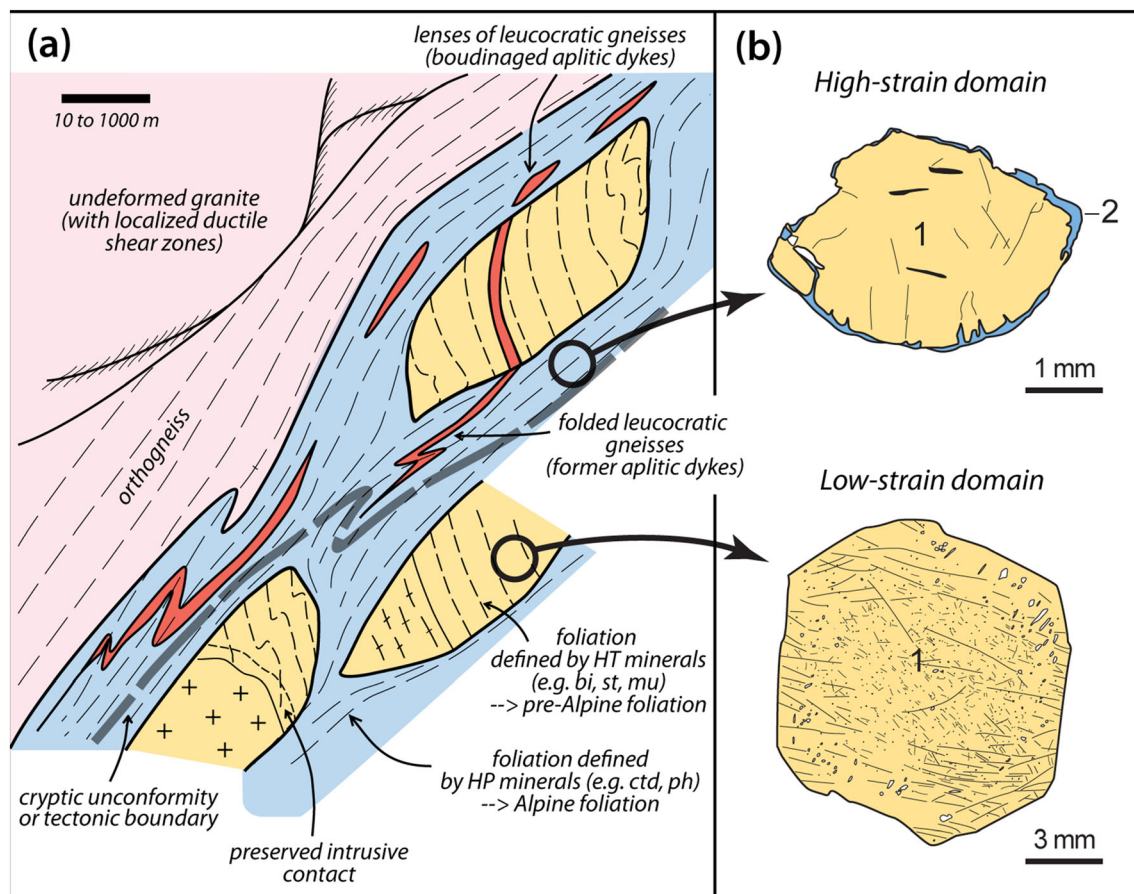 (a)
lenses of leucocratic gneisses
(boudinaged aplitic dykes)
10 to 1000 m
undeformed granite
(with localized ductile
shear zones)
orthogneiss
folded leucocratic
gneisses
(former aplitic dykes)
foliation
defined by HT minerals
(e.g. bi, st, mu)
--> pre-Alpine foliation
foliation defined
by HP minerals (e.g. ctd, ph)
--> Alpine foliation
cryptic unconformity
or tectonic boundary
preserved intrusive
contact
(b)
High-strain domain
1
2
1 mm
Low-strain domain
1
3 mm